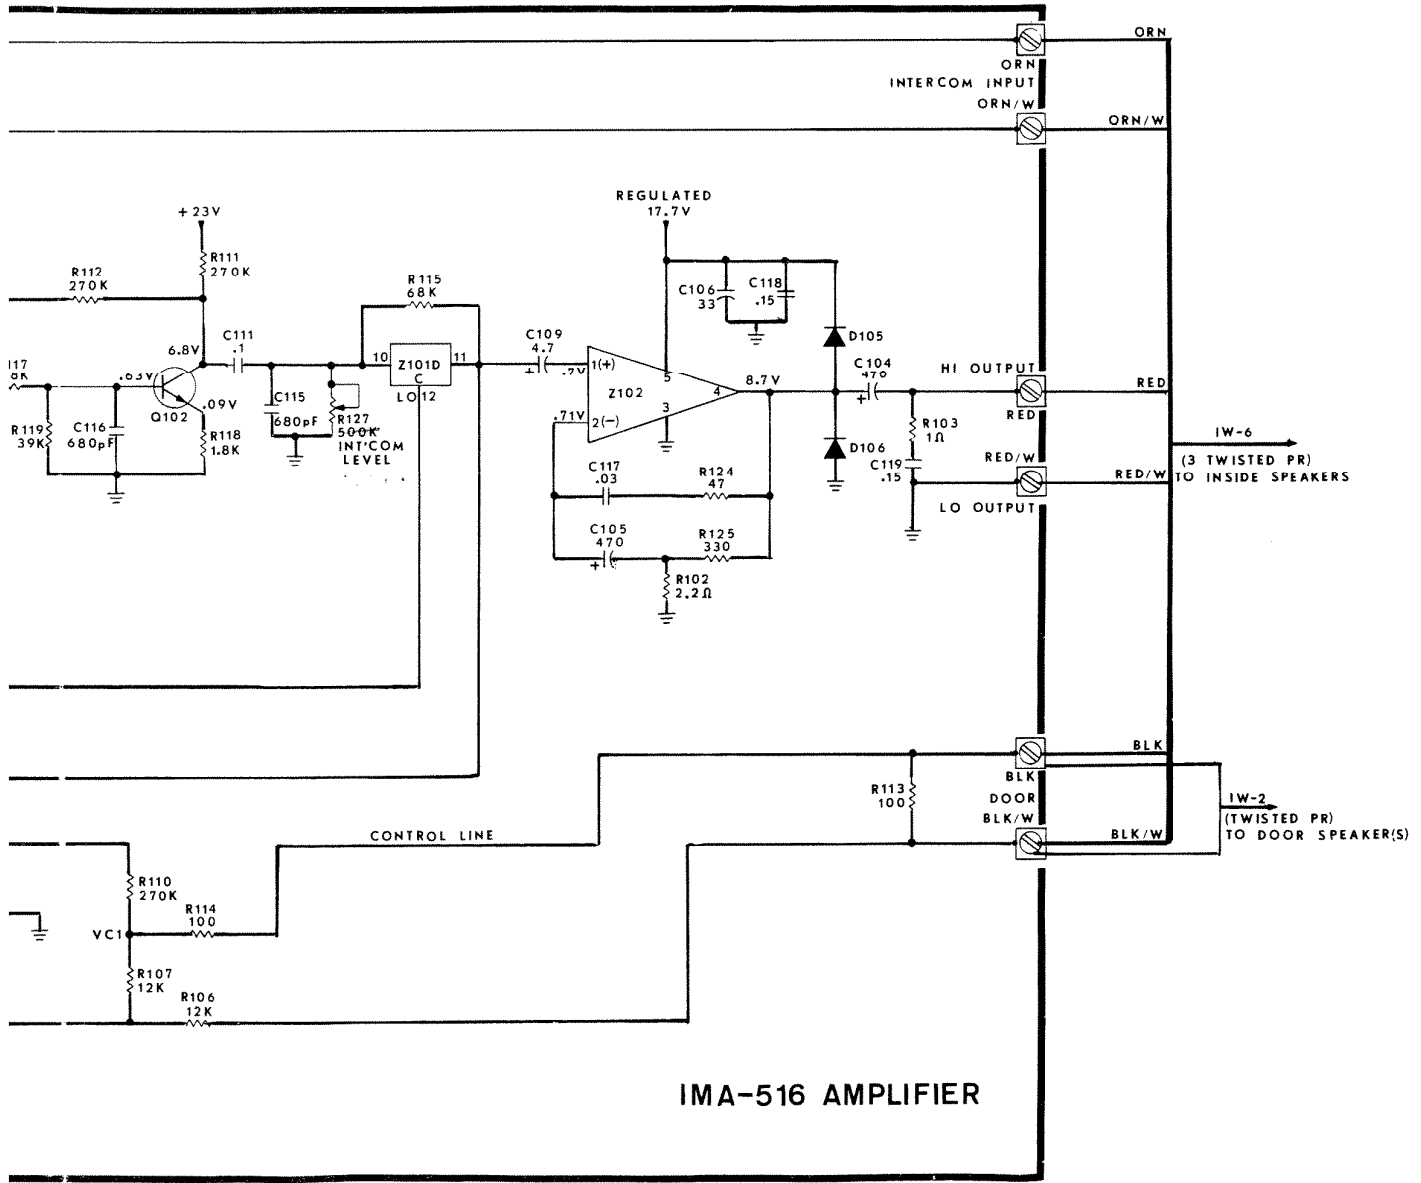 ORN
ORN
INTERCOM INPUT
ORN/W
ORN/W
REGULATED
17.7V
+23V
R111
270K
R112
270K
R115
68K
C106
33
C118
.15
C111
.1
C109
4.7
D105
C104
470
6.8V
10
Z101D
11
C
LO 12
1(+)
5
Z102
4
8.7V
3
HI OUTPUT
RED
RED
.63V
Q102
.09V
C115
680pF
R127
500K
INT'COM
LEVEL
.71V
2(−)
D106
R103
1Ω
C119
.15
RED/W
RED/W
LO OUTPUT
IW-6
(3 TWISTED PR)
TO INSIDE SPEAKERS
R119
39K
C116
680pF
R118
1.8K
C117
.03
R124
47
C105
470
R125
330
R102
2.2Ω
BLK
BLK
DOOR
BLK/W
BLK/W
R113
100
IW-2
(TWISTED PR)
TO DOOR SPEAKER(S)
CONTROL LINE
R110
270K
R114
100
VC1
R107
12K
R106
12K
IMA-516 AMPLIFIER